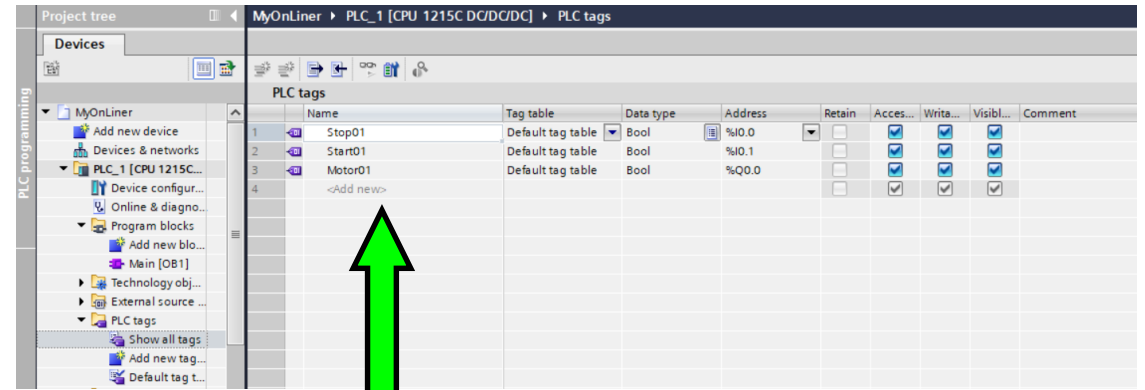 Project tree
MyOnLiner ▸ PLC_1 [CPU 1215C DC/DC/DC] ▸ PLC tags
Devices
PLC programming
PLC tags
Name Tag table Data type Address Retain Acces... Writa... Visibl... Comment
1 Stop01 Default tag table Bool %I0.0
2 Start01 Default tag table Bool %I0.1
3 Motor01 Default tag table Bool %Q0.0
4 <Add new>
MyOnLiner
Add new device
Devices & networks
PLC_1 [CPU 1215C...
Device configur...
Online & diagno...
Program blocks
Add new blo...
Main [OB1]
Technology obj...
External source ...
PLC tags
Show all tags
Add new tag...
Default tag t...